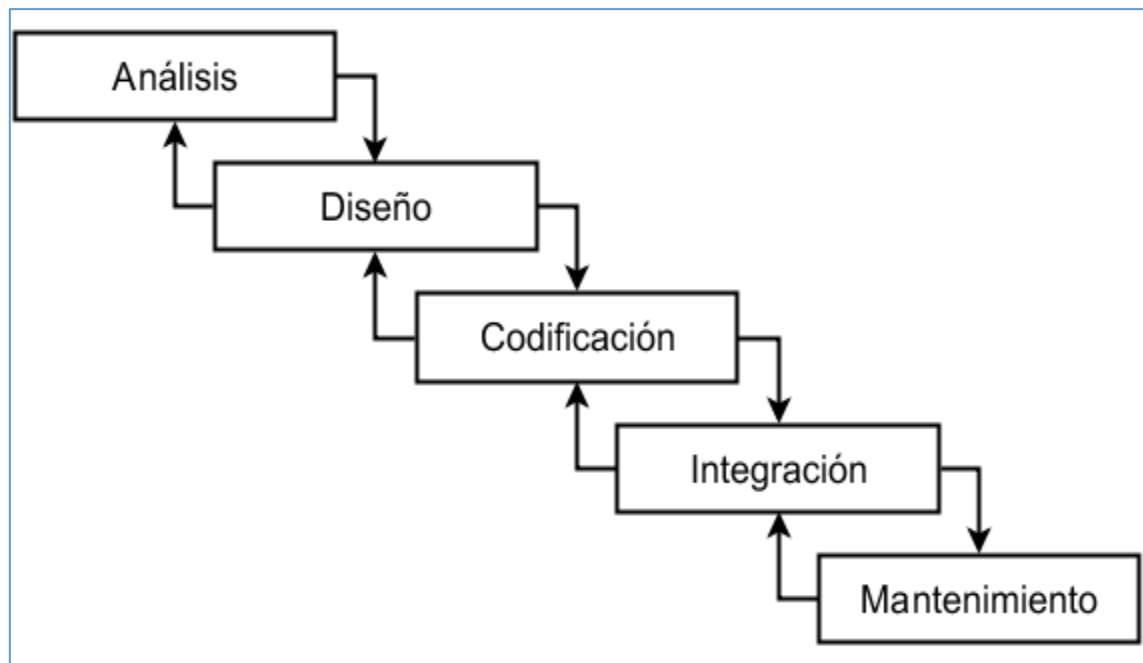 Análisis
Diseño
Codificación
Integración
Mantenimiento